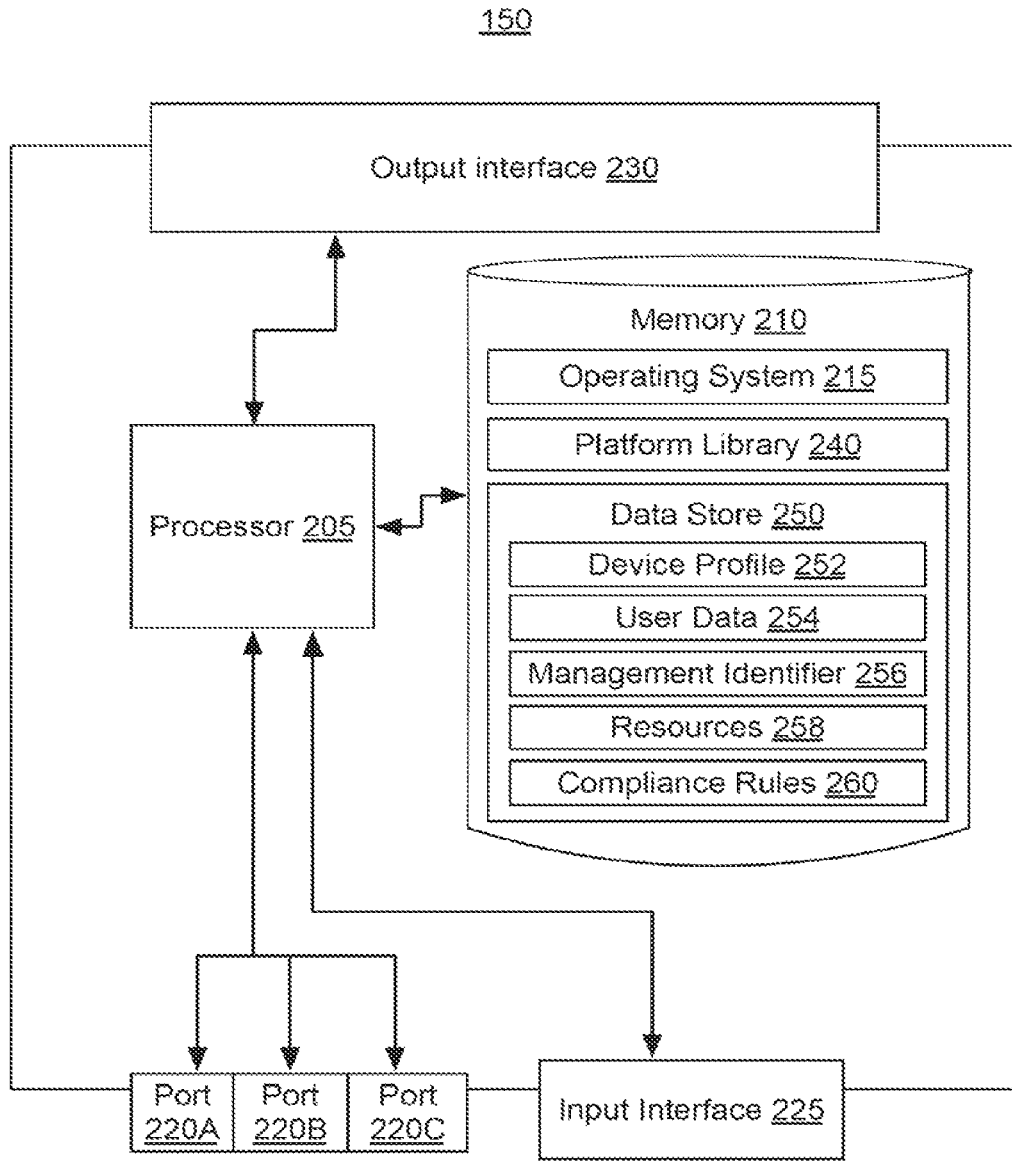 150
Output interface 230
Memory 210
Operating System 215
Platform Library 240
Processor 205
Data Store 250
Device Profile 252
User Data 254
Management Identifier 256
Resources 258
Compliance Rules 260
Port
220A
Port
220B
Port
220C
Input Interface 225